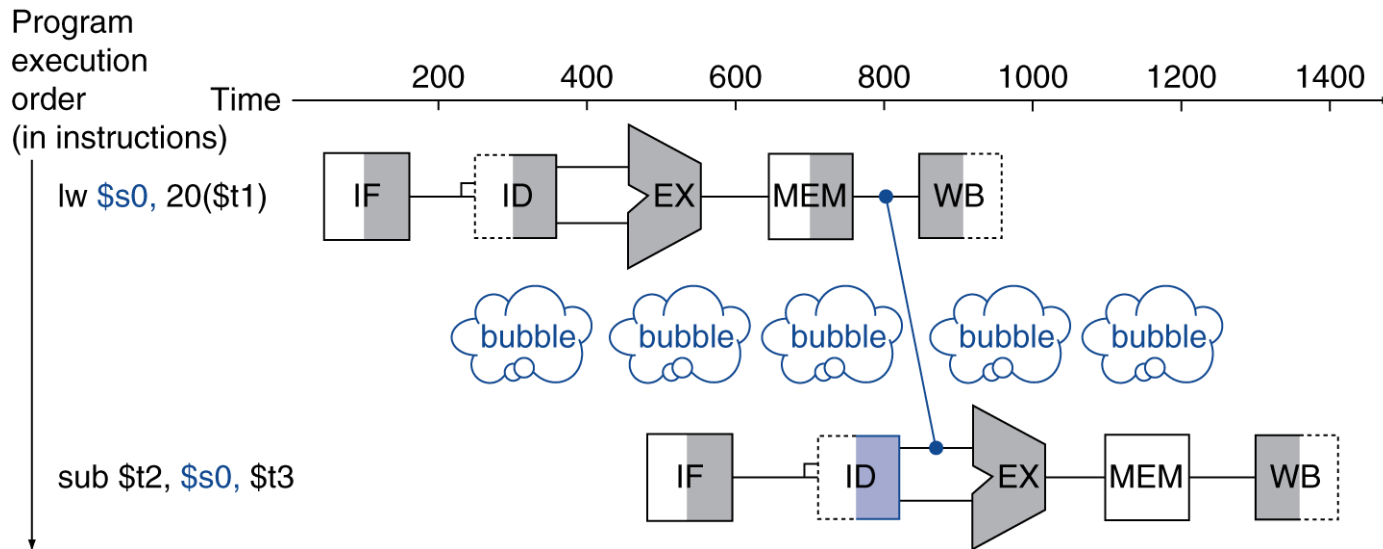 Program
execution
order
(in instructions)
Time
200 400 600 800 1000 1200 1400
lw $s0, 20($t1)
IF ID EX MEM WB
bubble bubble bubble bubble bubble
sub $t2, $s0, $t3
IF ID EX MEM WB